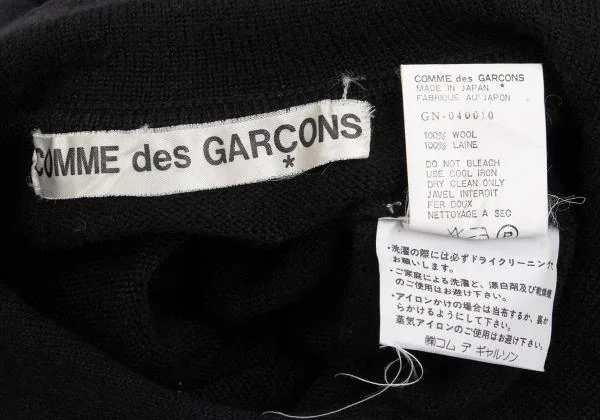 COMME des GARÇONS
*
COMME des GARCONS
MADE IN JAPAN *
FABRIQUE AU JAPON
GN-040010
100% WOOL
100% LAINE
DO NOT BLEACH
USE COOL IRON
DRY CLEAN ONLY
JAVEL INTERDIT
FER DOUX
NETTOYAGE A SEC
・洗濯の際には必ずドライクリーニング
お願いします。
・ご家庭による洗濯と、漂白剤及び乾燥機
のご使用はお避け下さい。
・アイロンかけの場合は当布するか、裏か
らかけるようにして下さい。
蒸気アイロンのご使用はお避け下さい。
㈱コム デ ギャルソン